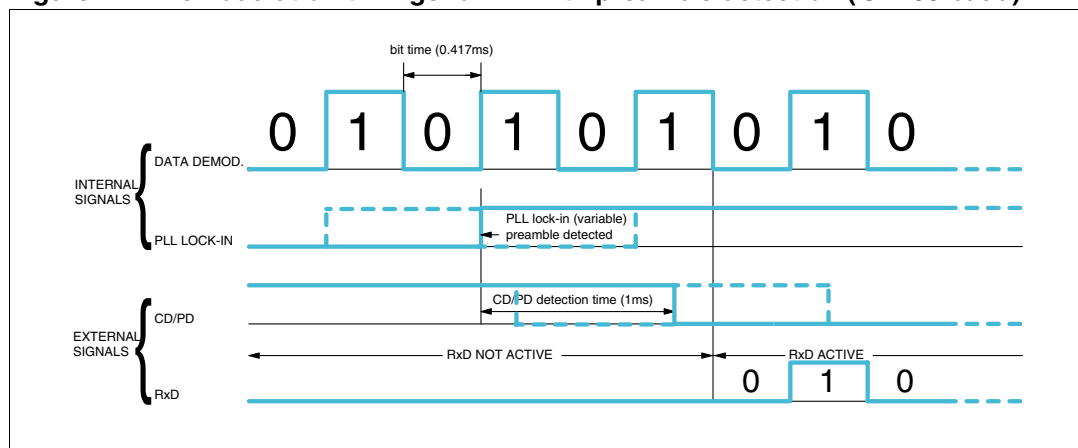 bit time (0.417ms)
0 1 0 1 0 1 0 1 0
DATA DEMOD.
INTERNAL
SIGNALS
PLL lock-in (variable)
preamble detected
PLL LOCK-IN
CD/PD detection time (1ms)
CD/PD
EXTERNAL
SIGNALS
RxD NOT ACTIVE
RxD ACTIVE
0 1 0
RxD